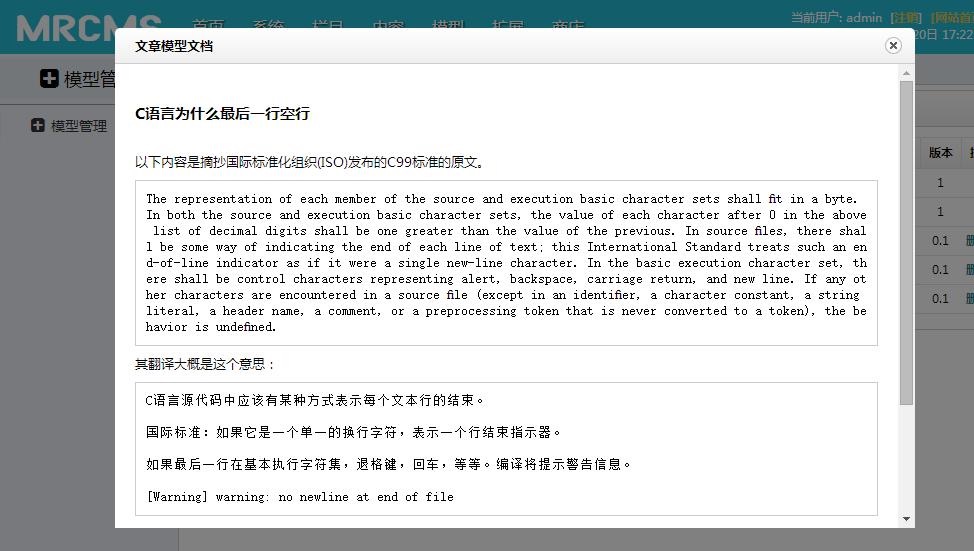 MRCMS 首页 系统 栏目 内容 模型 扩展 商店
当前用户: admin [注销] [网站首
20日 17:22
文章模型文档
模型管
模型管理
C语言为什么最后一行空行
以下内容是摘抄国际标准化组织(ISO)发布的C99标准的原文。
The representation of each member of the source and execution basic character sets shall fit in a byte.
In both the source and execution basic character sets, the value of each character after 0 in the above
list of decimal digits shall be one greater than the value of the previous. In source files, there shal
l be some way of indicating the end of each line of text; this International Standard treats such an en
d-of-line indicator as if it were a single new-line character. In the basic execution character set, th
ere shall be control characters representing alert, backspace, carriage return, and new line. If any ot
her characters are encountered in a source file (except in an identifier, a character constant, a string
literal, a header name, a comment, or a preprocessing token that is never converted to a token), the be
havior is undefined.
其翻译大概是这个意思：
C语言源代码中应该有某种方式表示每个文本行的结束。
国际标准：如果它是一个单一的换行字符，表示一个行结束指示器。
如果最后一行在基本执行字符集，退格键，回车，等等。编译将提示警告信息。
[Warning] warning: no newline at end of file
版本
1
1
0.1
0.1
0.1